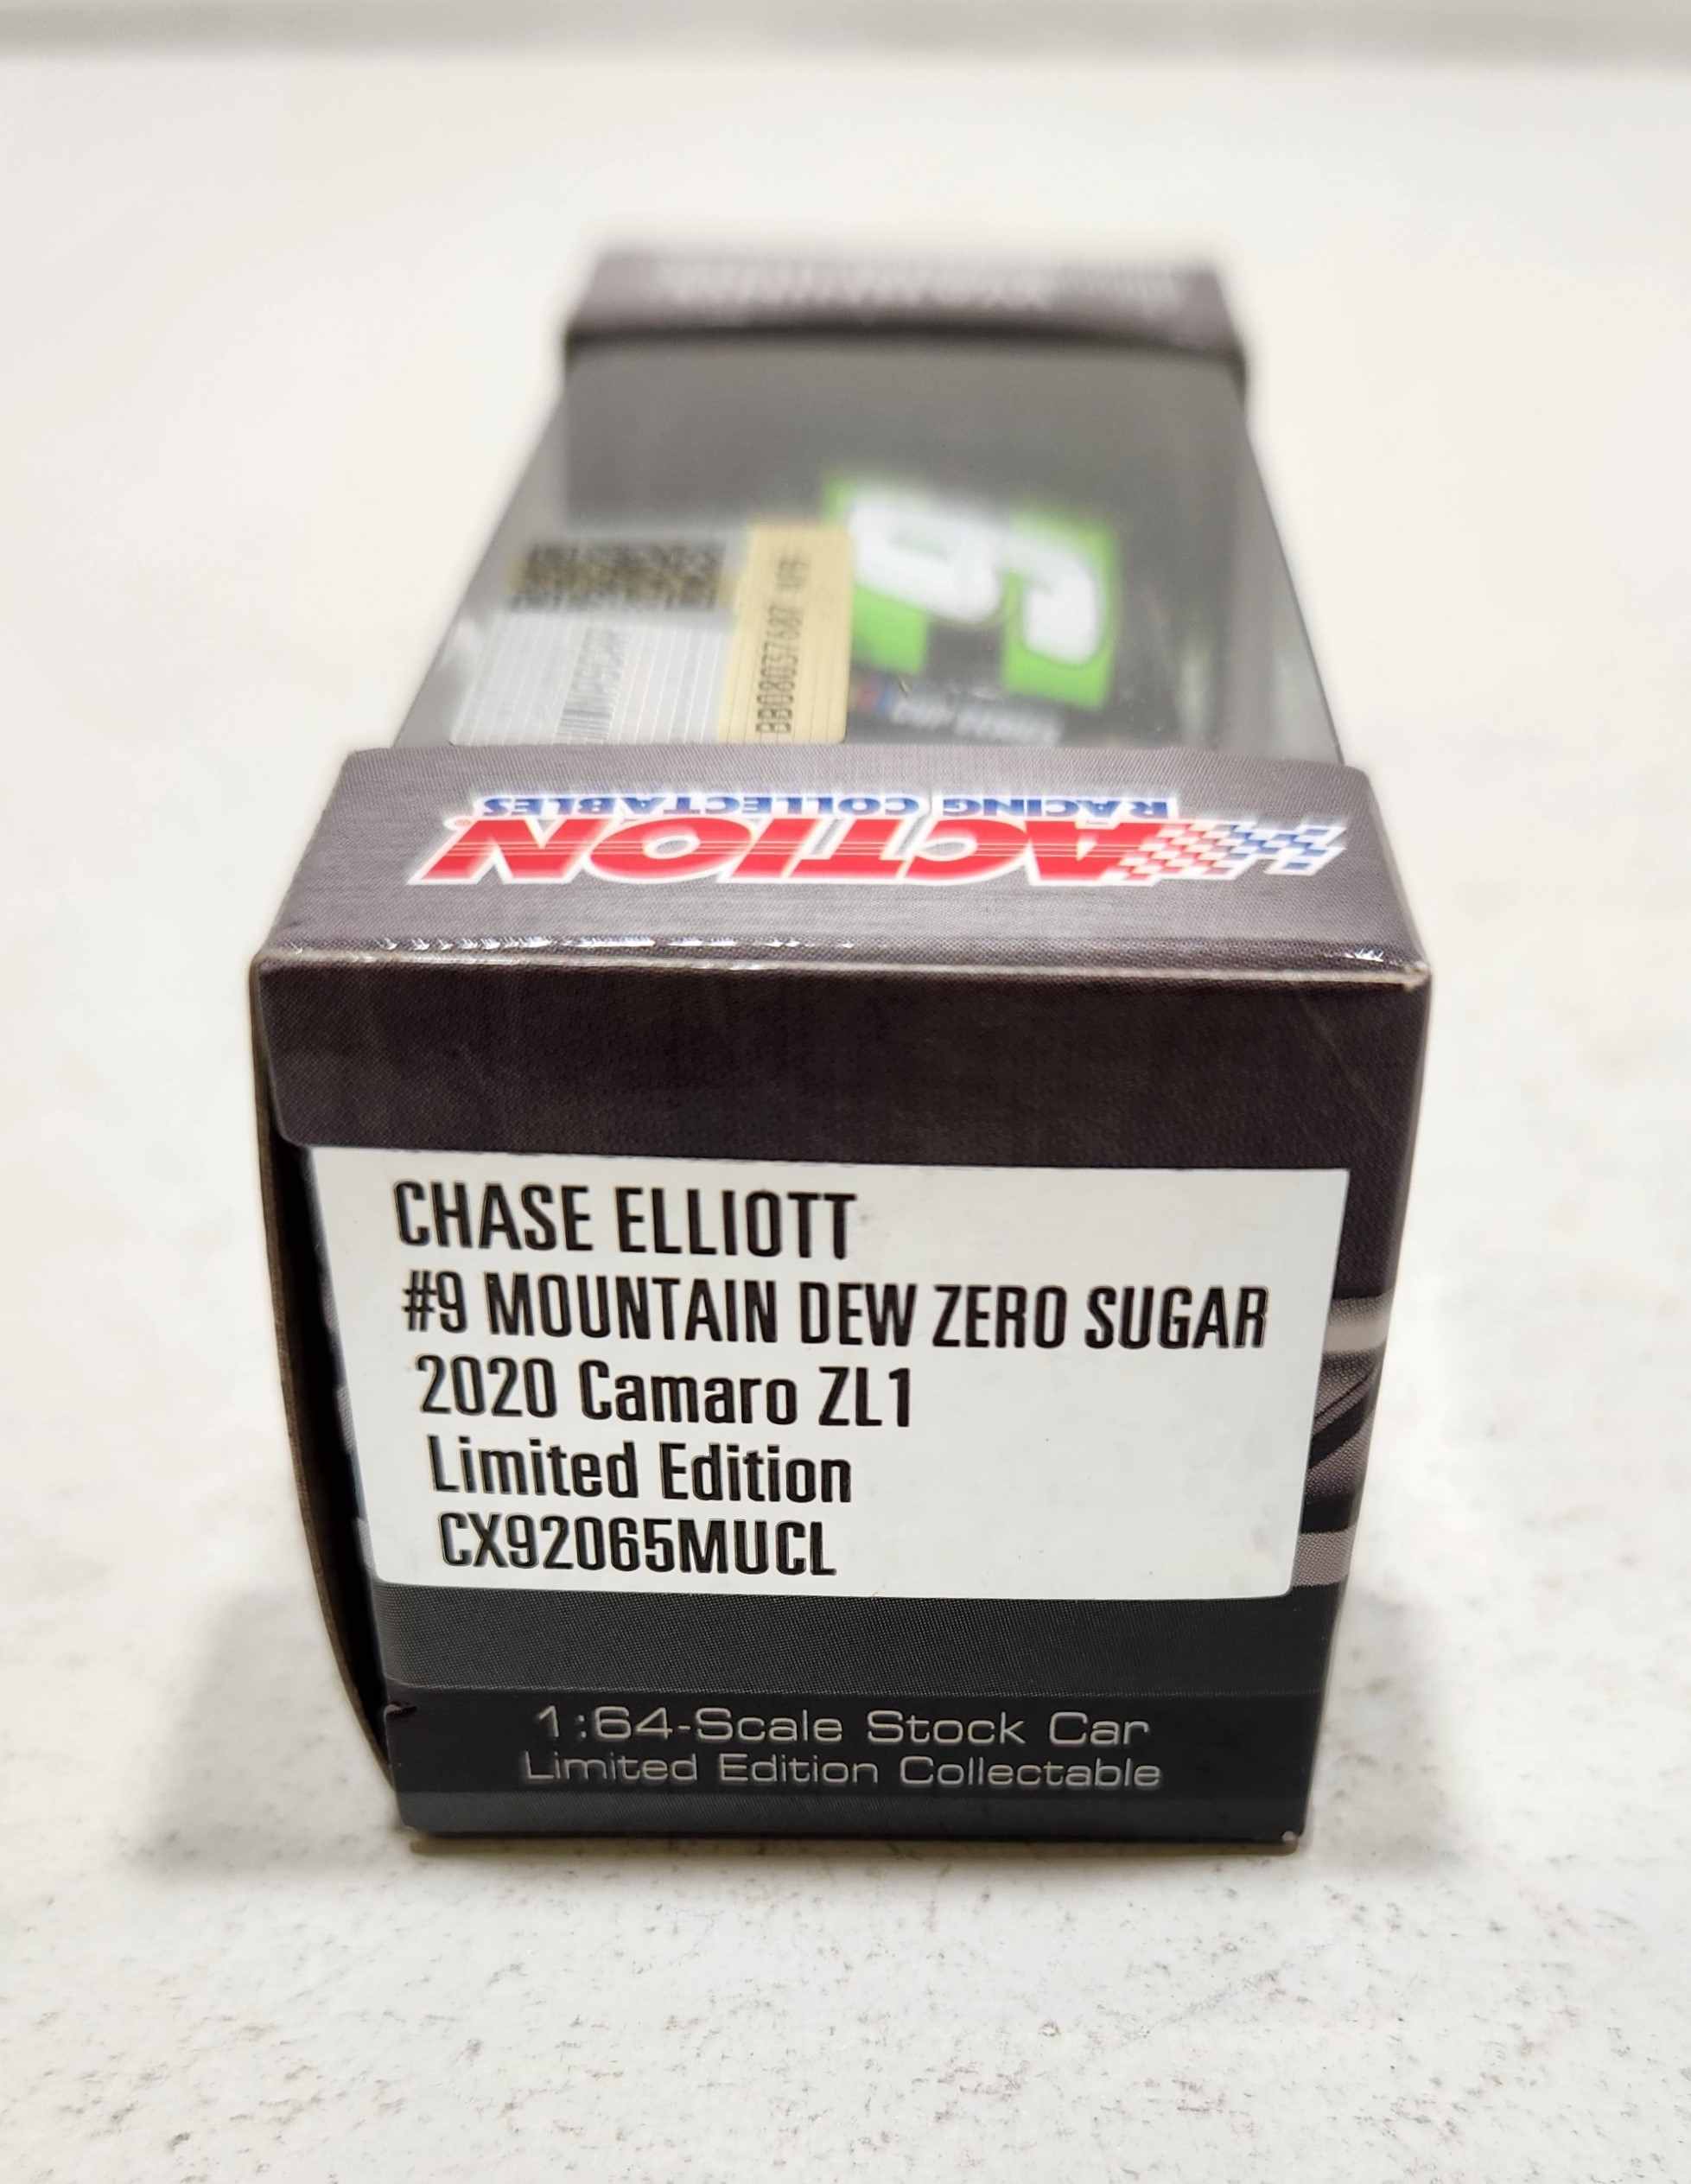 RACING COLLECTABLES
ACTION
CHASE ELLIOTT
#9 MOUNTAIN DEW ZERO SUGAR
2020 Camaro ZL1
Limited Edition
CX92065MUCL
1:64-Scale Stock Car
Limited Edition Collectable